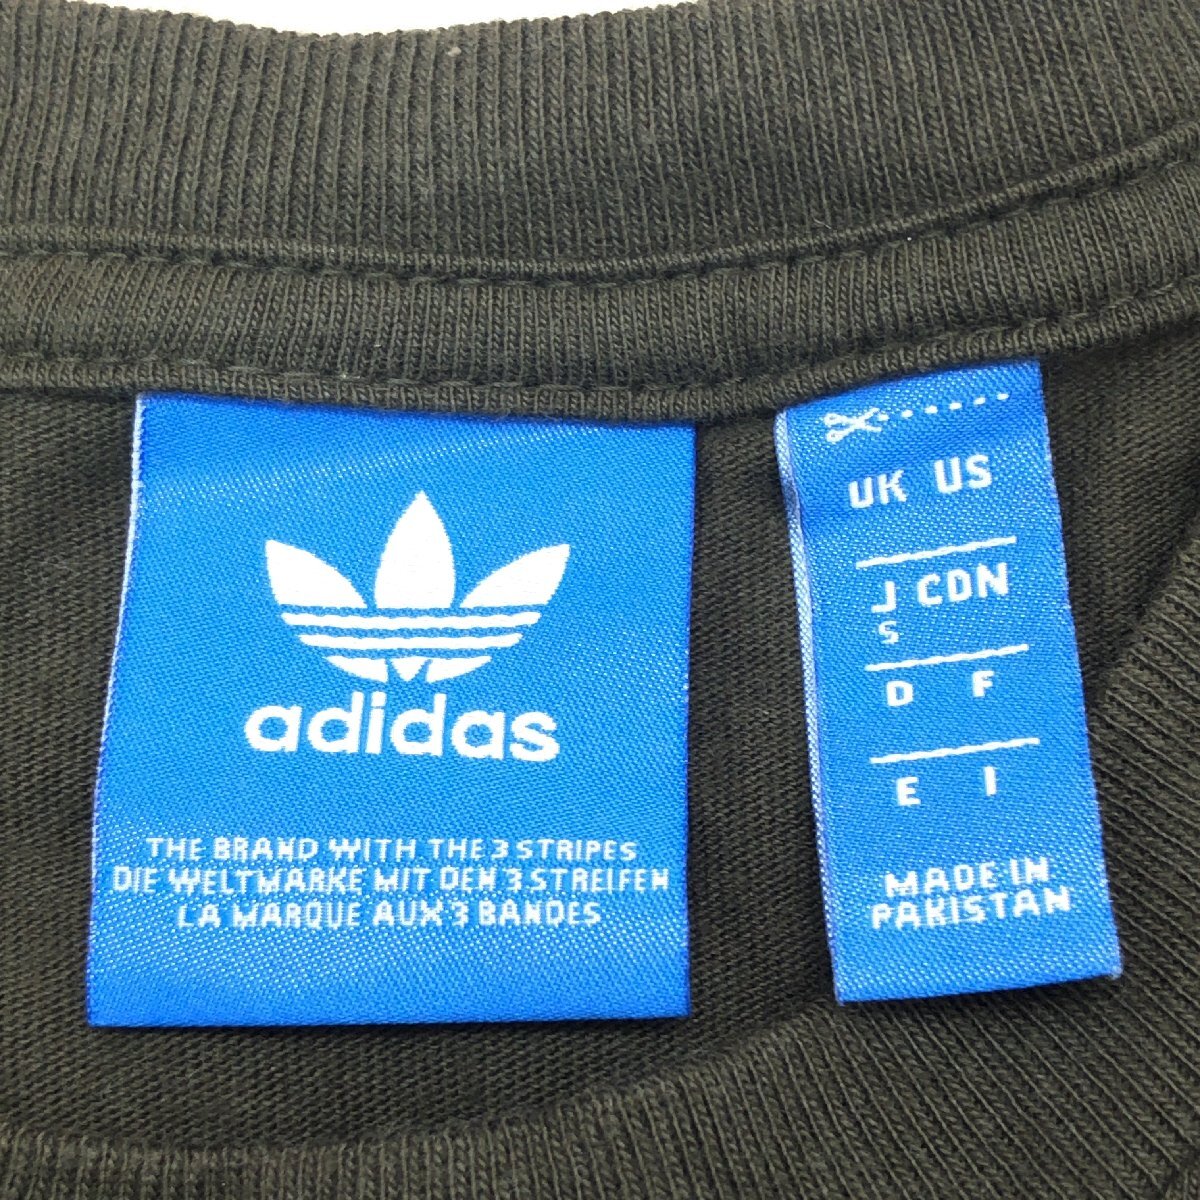 adidas
THE BRAND WITH THE 3 STRIPES
DIE WELTMARKE MIT DEN 3 STREIFEN
LA MARQUE AUX 3 BANDES
UK US
J CDN
S
D F
E I
MADE IN
PAKISTAN